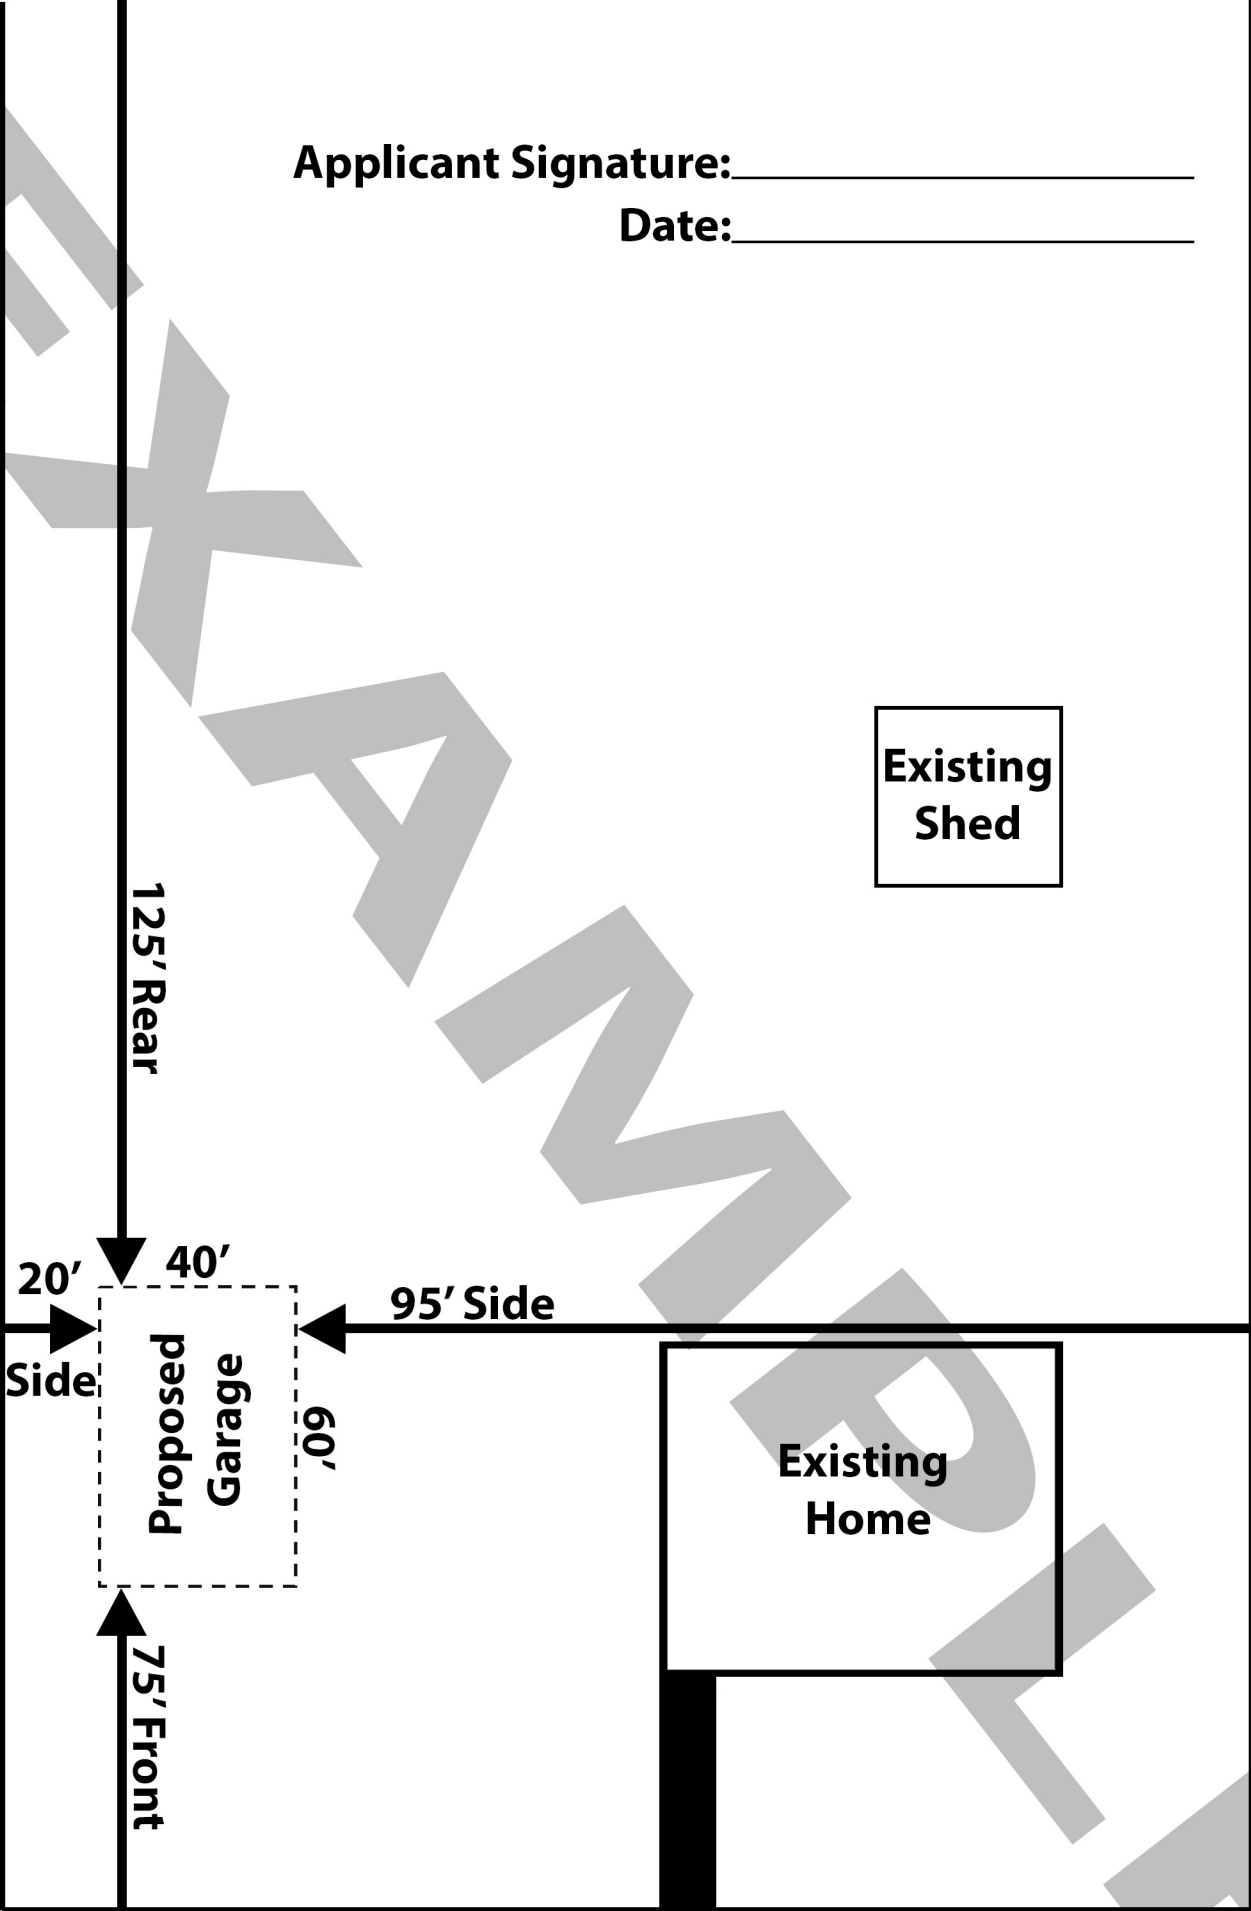 Applicant Signature:
Date:
Existing
Shed
125’ Rear
20’
Side
40’
95’ Side
Proposed
Garage
60’
Existing
Home
75’ Front
EXAMPLE